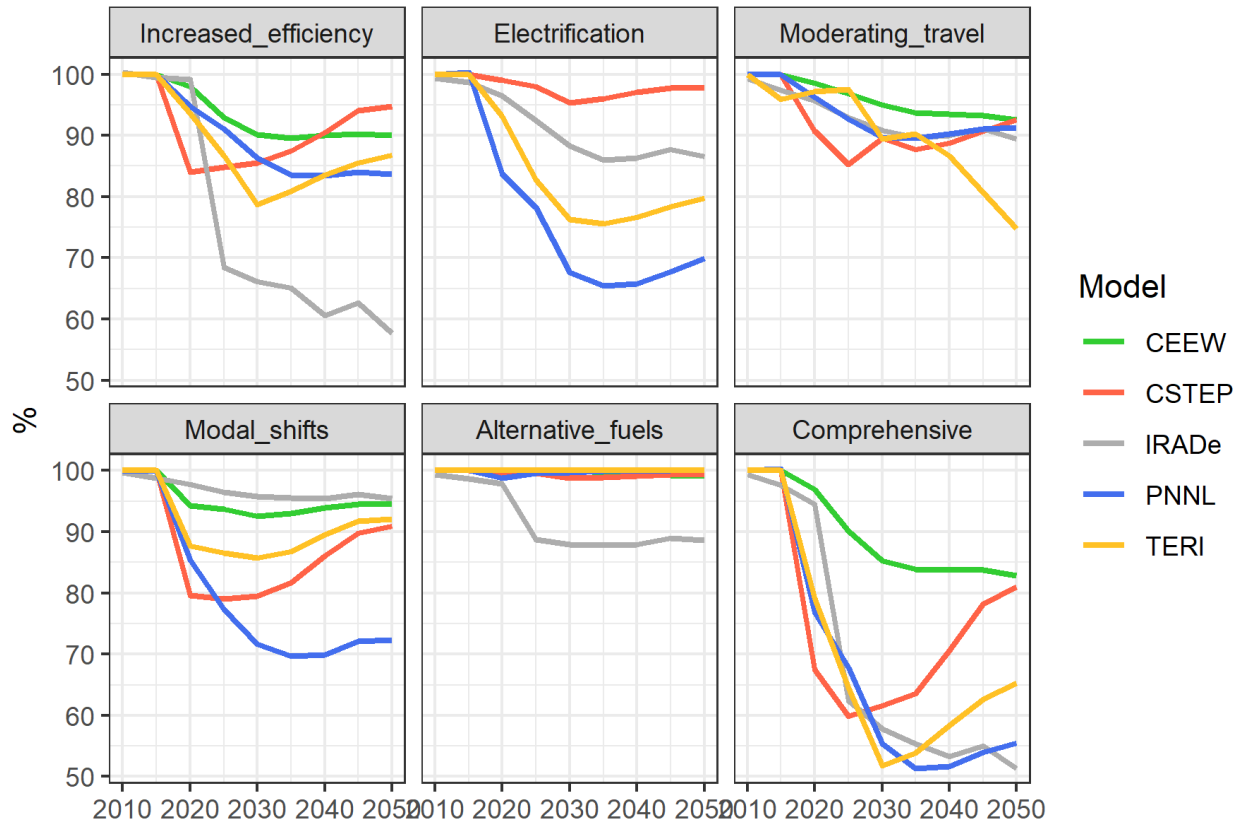 Increased_efficiency
Electrification
Moderating_travel
100
90
80
70
60
50
Modal_shifts
Alternative_fuels
Comprehensive
100
90
80
70
60
50
%
2010 2020 2030 2040 2050
2010 2020 2030 2040 2050
2010 2020 2030 2040 2050
Model
CEEW
CSTEP
IRADe
PNNL
TERI